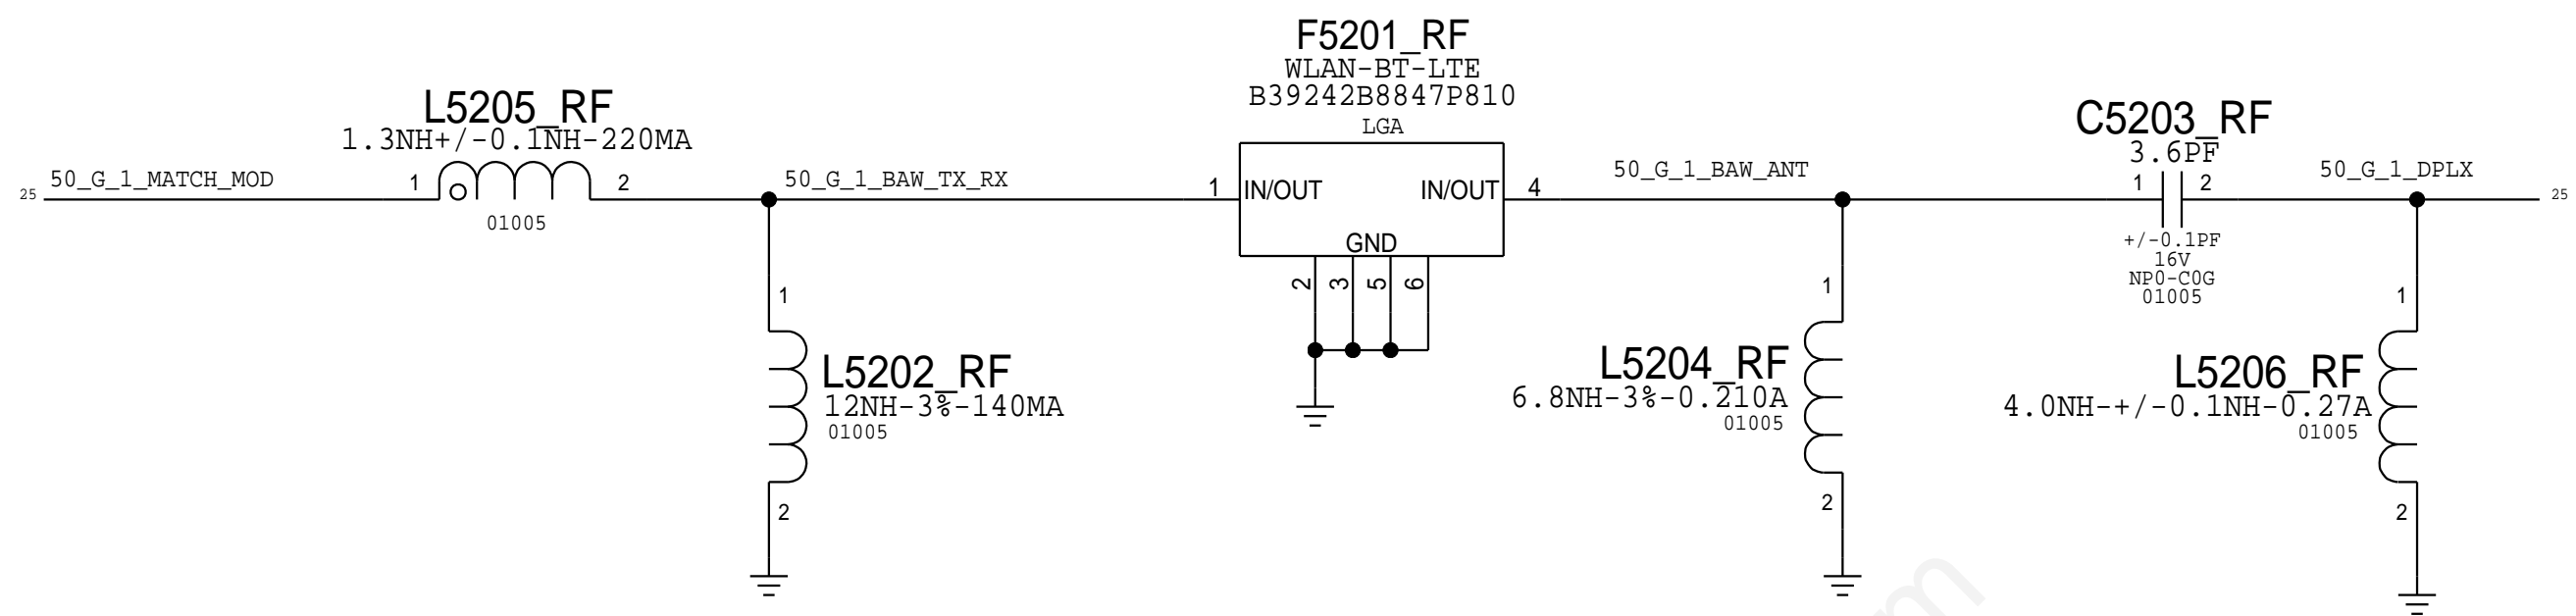 F5201_RF
WLAN-BT-LTE
B39242B8847P810
LGA
L5205_RF
1.3NH+/-0.1NH-220MA
C5203_RF
3.6PF
25
50_G_1_MATCH_MOD
1
2
01005
50_G_1_BAW_TX_RX
1
IN/OUT
IN/OUT
4
GND
2
3
5
6
50_G_1_BAW_ANT
1
2
+/-0.1PF
16V
NP0-C0G
01005
50_G_1_DPLX
25
1
L5202_RF
12NH-3%-140MA
01005
2
1
L5204_RF
6.8NH-3%-0.210A
01005
2
1
L5206_RF
4.0NH-+/-0.1NH-0.27A
01005
2